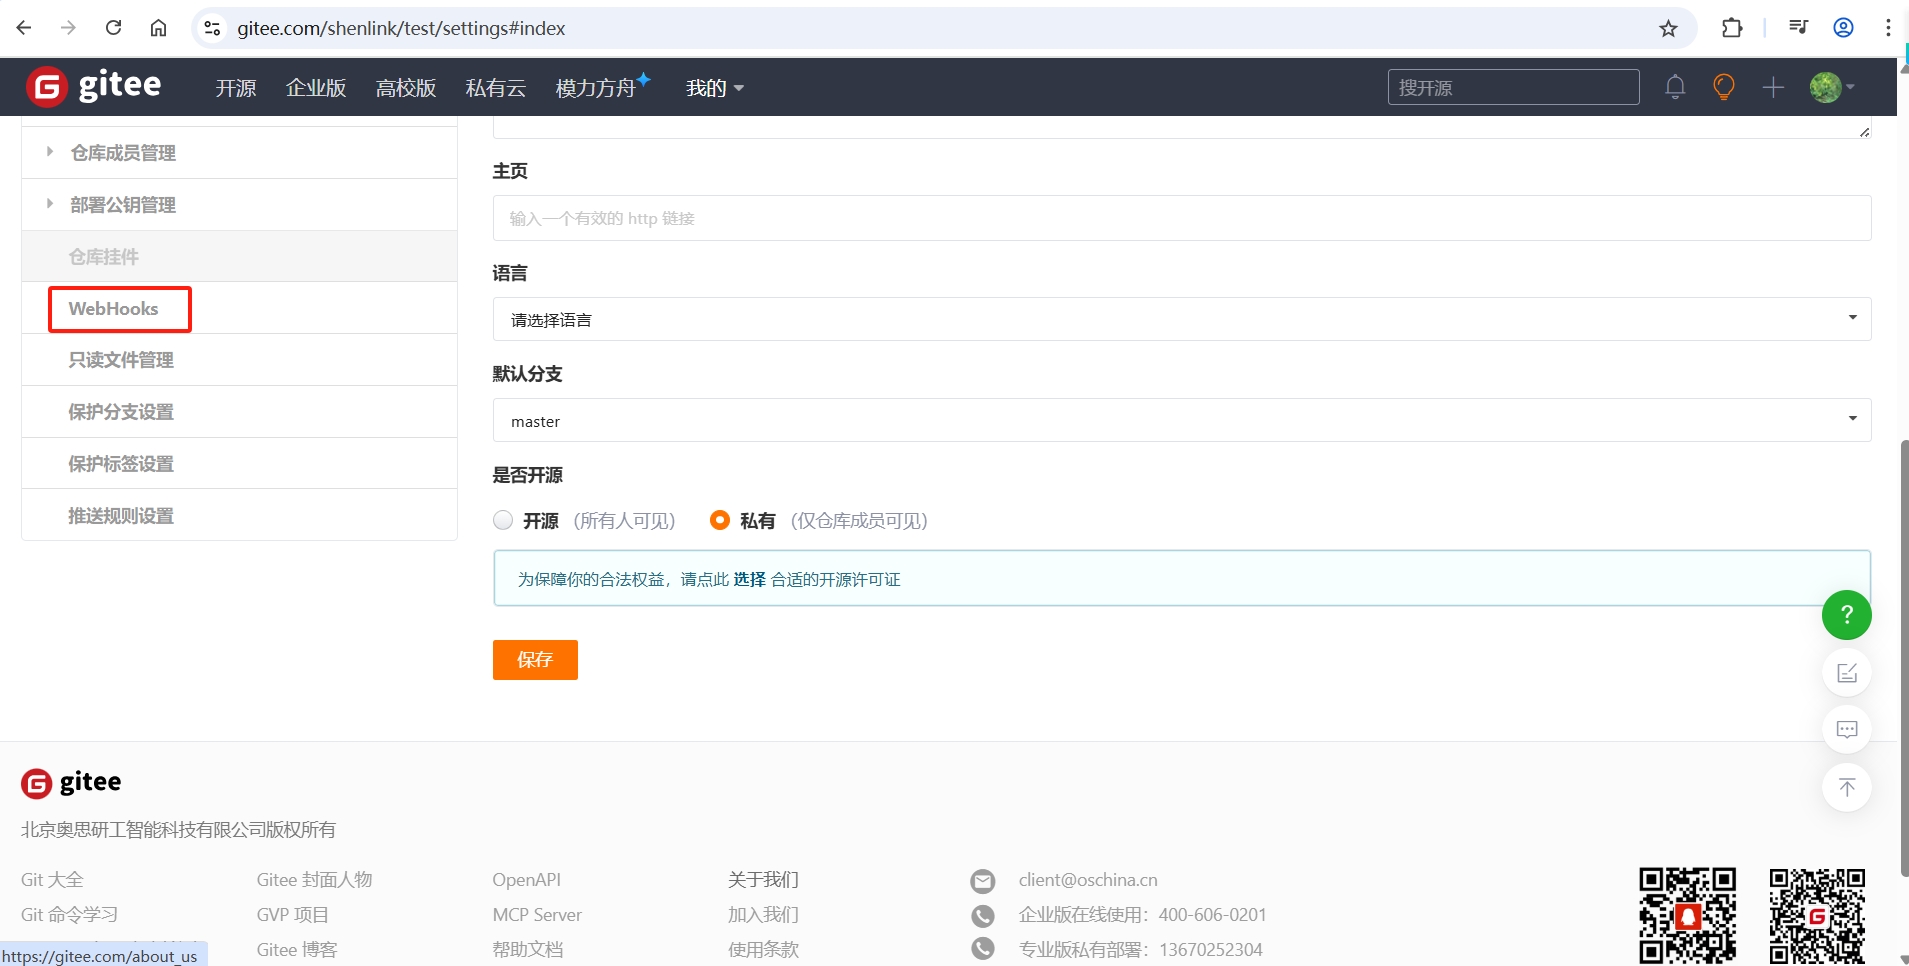 gitee.com/shenlink/test/settings#index
gitee 开源 企业版 高校版 私有云 模力方舟 我的 搜开源
仓库成员管理
部署公钥管理
仓库挂件
WebHooks
只读文件管理
保护分支设置
保护标签设置
推送规则设置
主页
输入一个有效的 http 链接
语言
请选择语言
默认分支
master
是否开源
开源 (所有人可见) 私有 (仅仓库成员可见)
为保障你的合法权益，请点此 选择 合适的开源许可证
保存
?
gitee
北京奥思研工智能科技有限公司版权所有
Git 大全 Gitee 封面人物 OpenAPI 关于我们 client@oschina.cn
Git 命令学习 GVP 项目 MCP Server 加入我们 企业版在线使用：400-606-0201
Gitee 博客 帮助文档 使用条款 专业版私有部署：13670252304
https://gitee.com/about_us